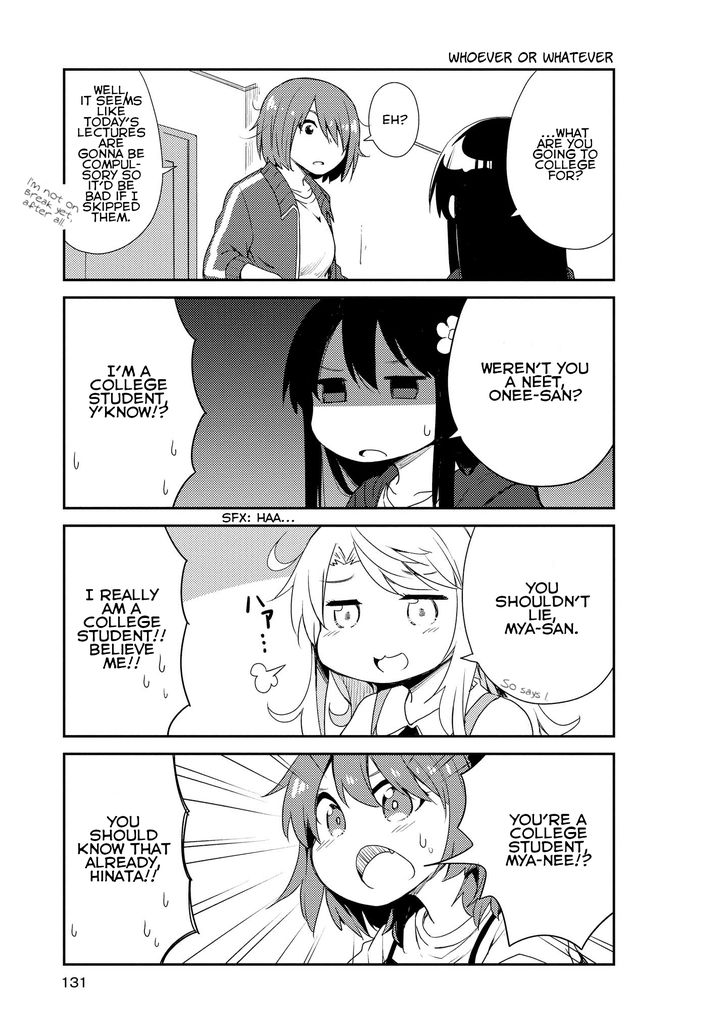 WHOEVER OR WHATEVER
...WHAT
ARE YOU
GOING TO
COLLEGE
FOR?
EH?
WELL,
IT SEEMS
LIKE
TODAY'S
LECTURES
ARE
GONNA BE
COMPUL-
SORY SO
IT'D BE
BAD IF I
SKIPPED
THEM.
I'm not on
Break yet,
after all.
WEREN'T YOU
A NEET,
ONEE-SAN?
I'M A
COLLEGE
STUDENT,
Y'KNOW!?
SFX: HAA...
YOU
SHOULDN'T
LIE,
MYA-SAN.
So says I
ハァ…
I REALLY
AM A
COLLEGE
STUDENT!!
BELIEVE
ME!!
YOU'RE A
COLLEGE
STUDENT,
MYA-NEE!?
YOU
SHOULD
KNOW THAT
ALREADY,
HINATA!!
131